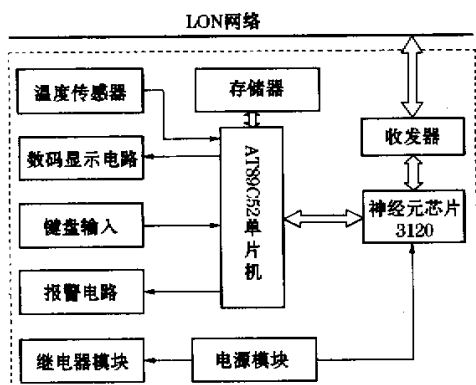 LON网络
温度传感器
存储器
收发器
数码显示电路
AT89C52单片机
键盘输入
神经元芯片
3120
报警电路
继电器模块
电源模块